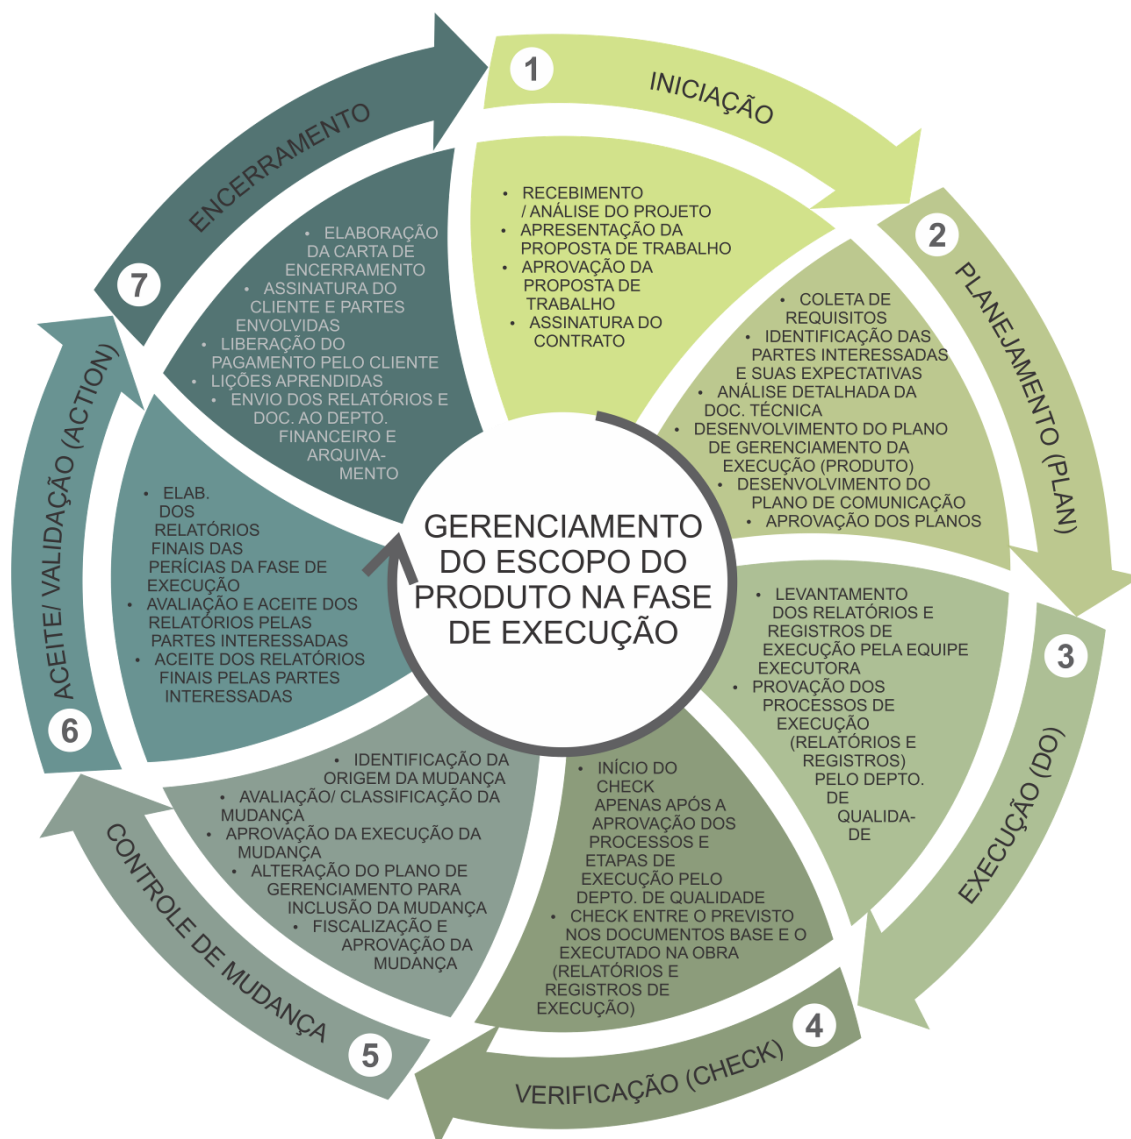 1
INICIAÇÃO
• RECEBIMENTO
/ ANÁLISE DO PROJETO
• APRESENTAÇÃO DA
PROPOSTA DE TRABALHO
• APROVAÇÃO DA
PROPOSTA DE
TRABALHO
• ASSINATURA DO
CONTRATO
2
PLANEJAMENTO (PLAN)
• COLETA DE
REQUISITOS
• IDENTIFICAÇÃO DAS
PARTES INTERESSADAS
E SUAS EXPECTATIVAS
• ANÁLISE DETALHADA DA
DOC. TÉCNICA
• DESENVOLVIMENTO DO PLANO
DE GERENCIAMENTO DA
EXECUÇÃO (PRODUTO)
• DESENVOLVIMENTO DO
PLANO DE COMUNICAÇÃO
• APROVAÇÃO DOS PLANOS
3
EXECUÇÃO (DO)
• LEVANTAMENTO
DOS RELATÓRIOS E
REGISTROS DE
EXECUÇÃO PELA EQUIPE
EXECUTORA
• PROVAÇÃO DOS
PROCESSOS DE
EXECUÇÃO
(RELATÓRIOS E
REGISTROS)
PELO DEPTO.
DE
QUALIDA-
DE
4
VERIFICAÇÃO (CHECK)
• INÍCIO DO
CHECK
APENAS APÓS A
APROVAÇÃO DOS
PROCESSOS E
ETAPAS DE
EXECUÇÃO PELO
DEPTO. DE QUALIDADE
• CHECK ENTRE O PREVISTO
NOS DOCUMENTOS BASE E O
EXECUTADO NA OBRA
(RELATÓRIOS E
REGISTROS DE
EXECUÇÃO)
5
CONTROLE DE MUDANÇA
• IDENTIFICAÇÃO DA
ORIGEM DA MUDANÇA
• AVALIAÇÃO/ CLASSIFICAÇÃO DA
MUDANÇA
• APROVAÇÃO DA EXECUÇÃO DA
MUDANÇA
• ALTERAÇÃO DO PLANO DE
GERENCIAMENTO PARA
INCLUSÃO DA MUDANÇA
• FISCALIZAÇÃO E
APROVAÇÃO DA
MUDANÇA
6
ACEITE/ VALIDAÇÃO (ACTION)
• ELAB.
DOS
RELATÓRIOS
FINAIS DAS
PERÍCIAS DA FASE DE
EXECUÇÃO
• AVALIAÇÃO E ACEITE DOS
RELATÓRIOS PELAS
PARTES INTERESSADAS
• ACEITE DOS RELATÓRIOS
FINAIS PELAS PARTES
INTERESSADAS
7
ENCERRAMENTO
• ELABORAÇÃO
DA CARTA DE
ENCERRAMENTO
• ASSINATURA DO
CLIENTE E PARTES
ENVOLVIDAS
• LIBERAÇÃO DO
PAGAMENTO PELO CLIENTE
• LIÇÕES APRENDIDAS
• ENVIO DOS RELATÓRIOS E
DOC. AO DEPTO.
FINANCEIRO E
ARQUIVA-
MENTO
GERENCIAMENTO
DO ESCOPO DO
PRODUTO NA FASE
DE EXECUÇÃO